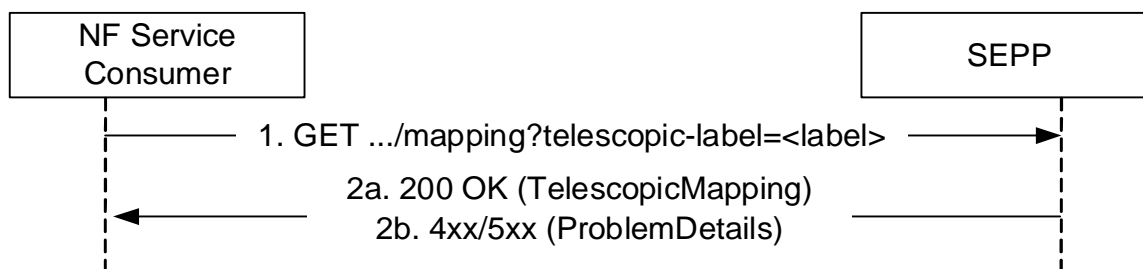 NF Service
Consumer
SEPP
1. GET .../mapping?telescopic-label=<label>
2a. 200 OK (TelescopicMapping)
2b. 4xx/5xx (ProblemDetails)